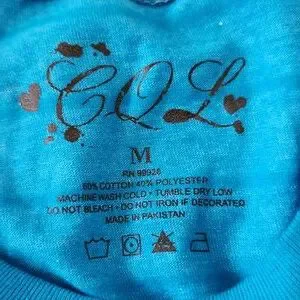 CQL
M
RN 99928
60% COTTON 40% POLYESTER
MACHINE WASH COLD - TUMBLE DRY LOW
DO NOT BLEACH - DO NOT IRON IF DECORATED
MADE IN PAKISTAN